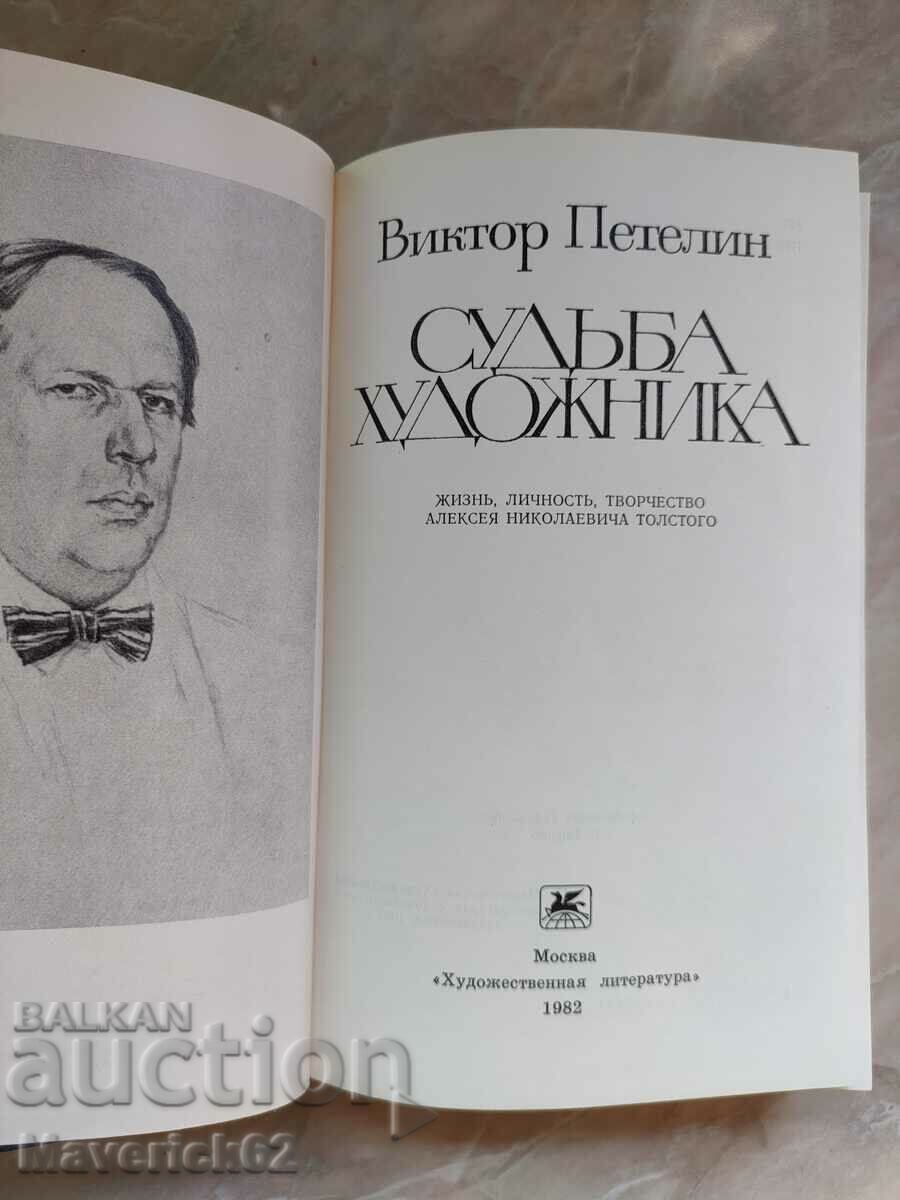 Виктор Петелин
СУДЬБА
ХУДОЖНИКА
ЖИЗНЬ, ЛИЧНОСТЬ, ТВОРЧЕСТВО
АЛЕКСЕЯ НИКОЛАЕВИЧА ТОЛСТОГО
Москва
«Художественная литература»
1982
BALKAN
auction
Maverick62